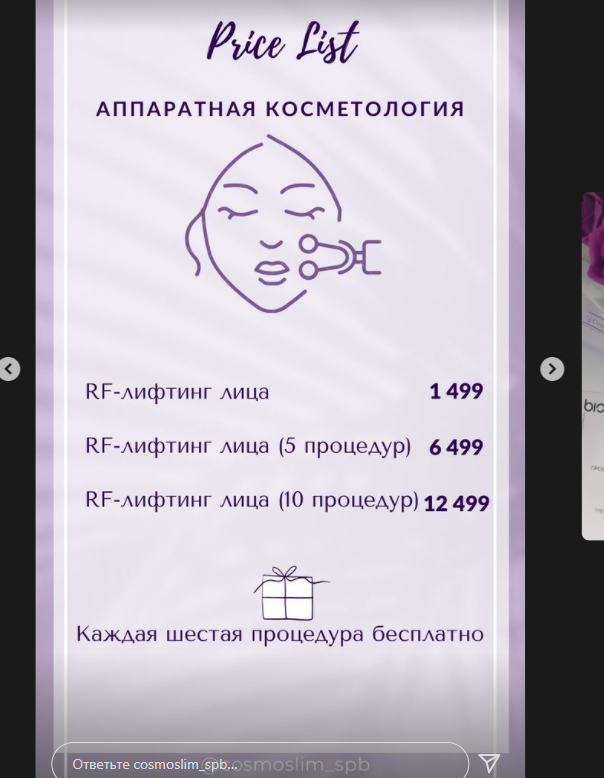 Price List
АППАРАТНАЯ КОСМЕТОЛОГИЯ
RF-лифтинг лица 1 499
RF-лифтинг лица (5 процедур) 6 499
RF-лифтинг лица (10 процедур) 12 499
Каждая шестая процедура бесплатно
Ответьте cosmoslim_spb...
@cosmoslim_spb